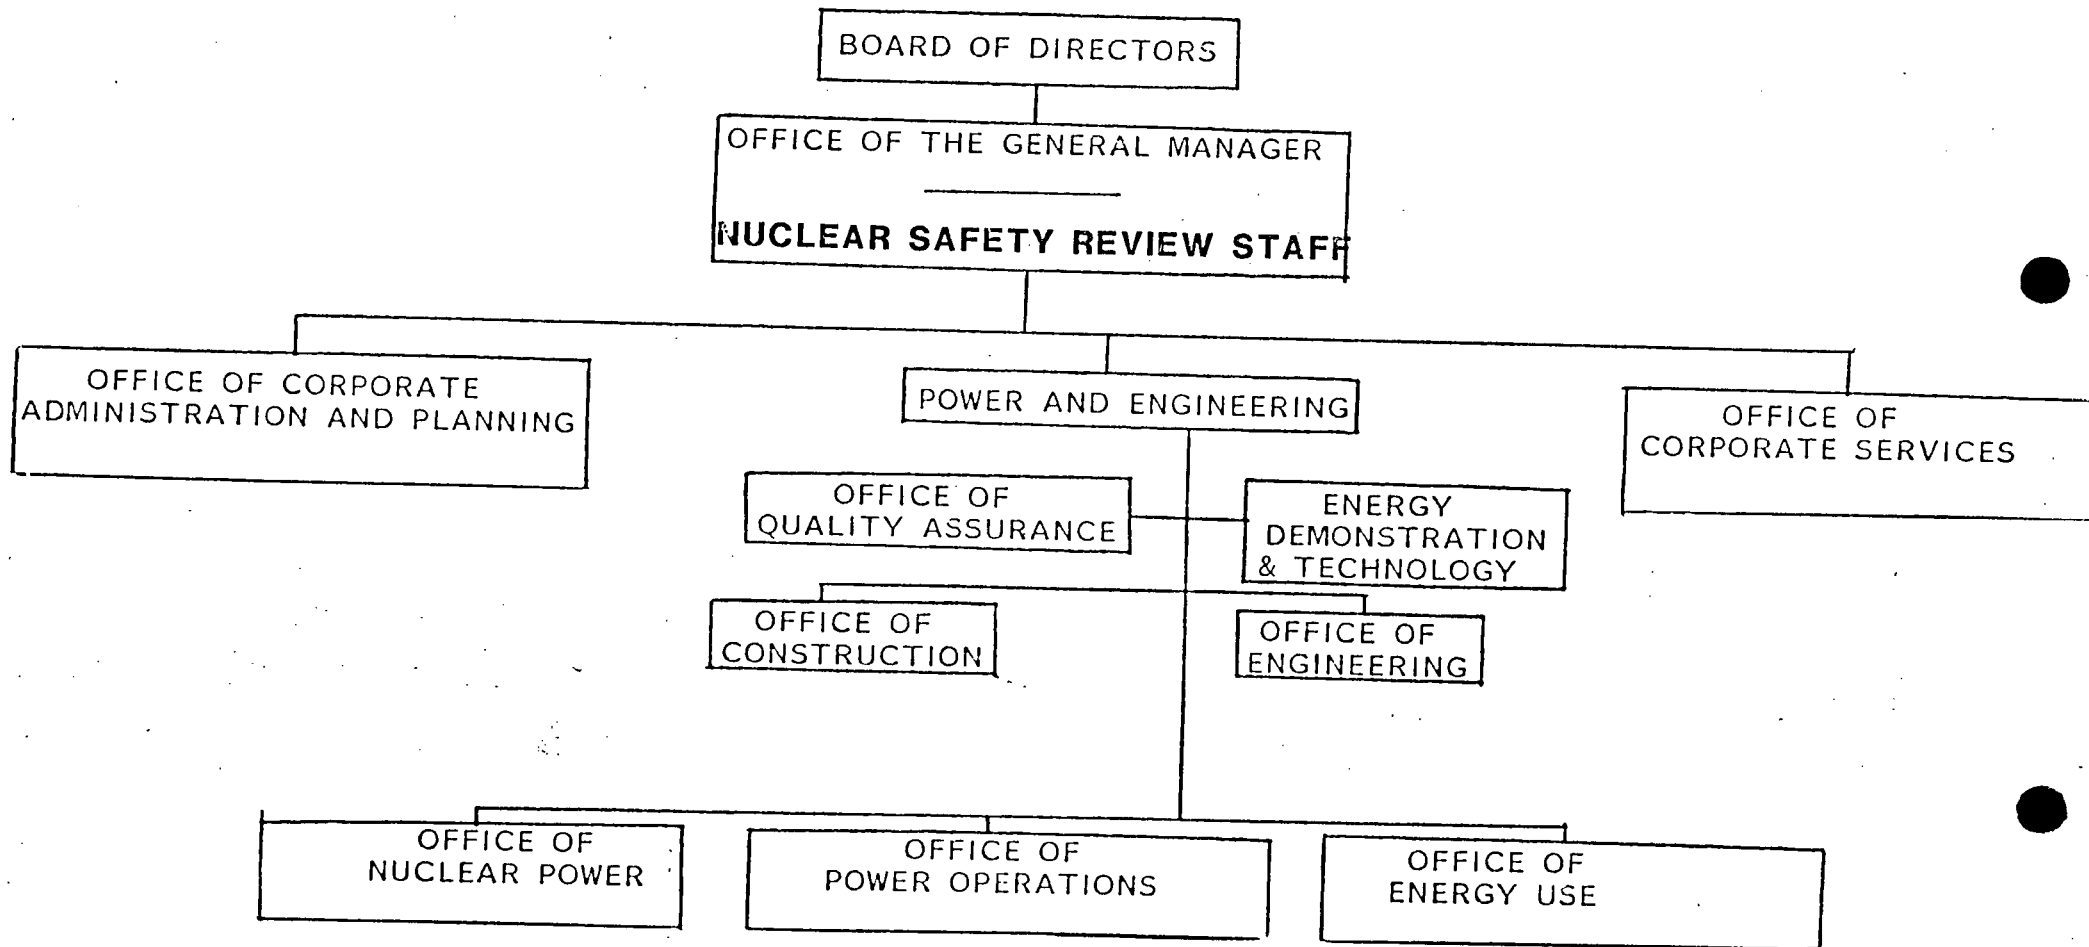 BOARD OF DIRECTORS
OFFICE OF THE GENERAL MANAGER
NUCLEAR SAFETY REVIEW STAFF
OFFICE OF CORPORATE
ADMINISTRATION AND PLANNING
POWER AND ENGINEERING
OFFICE OF
CORPORATE SERVICES
OFFICE OF
QUALITY ASSURANCE
ENERGY
DEMONSTRATION
& TECHNOLOGY
OFFICE OF
CONSTRUCTION
OFFICE OF
ENGINEERING
OFFICE OF
NUCLEAR POWER
OFFICE OF
POWER OPERATIONS
OFFICE OF
ENERGY USE